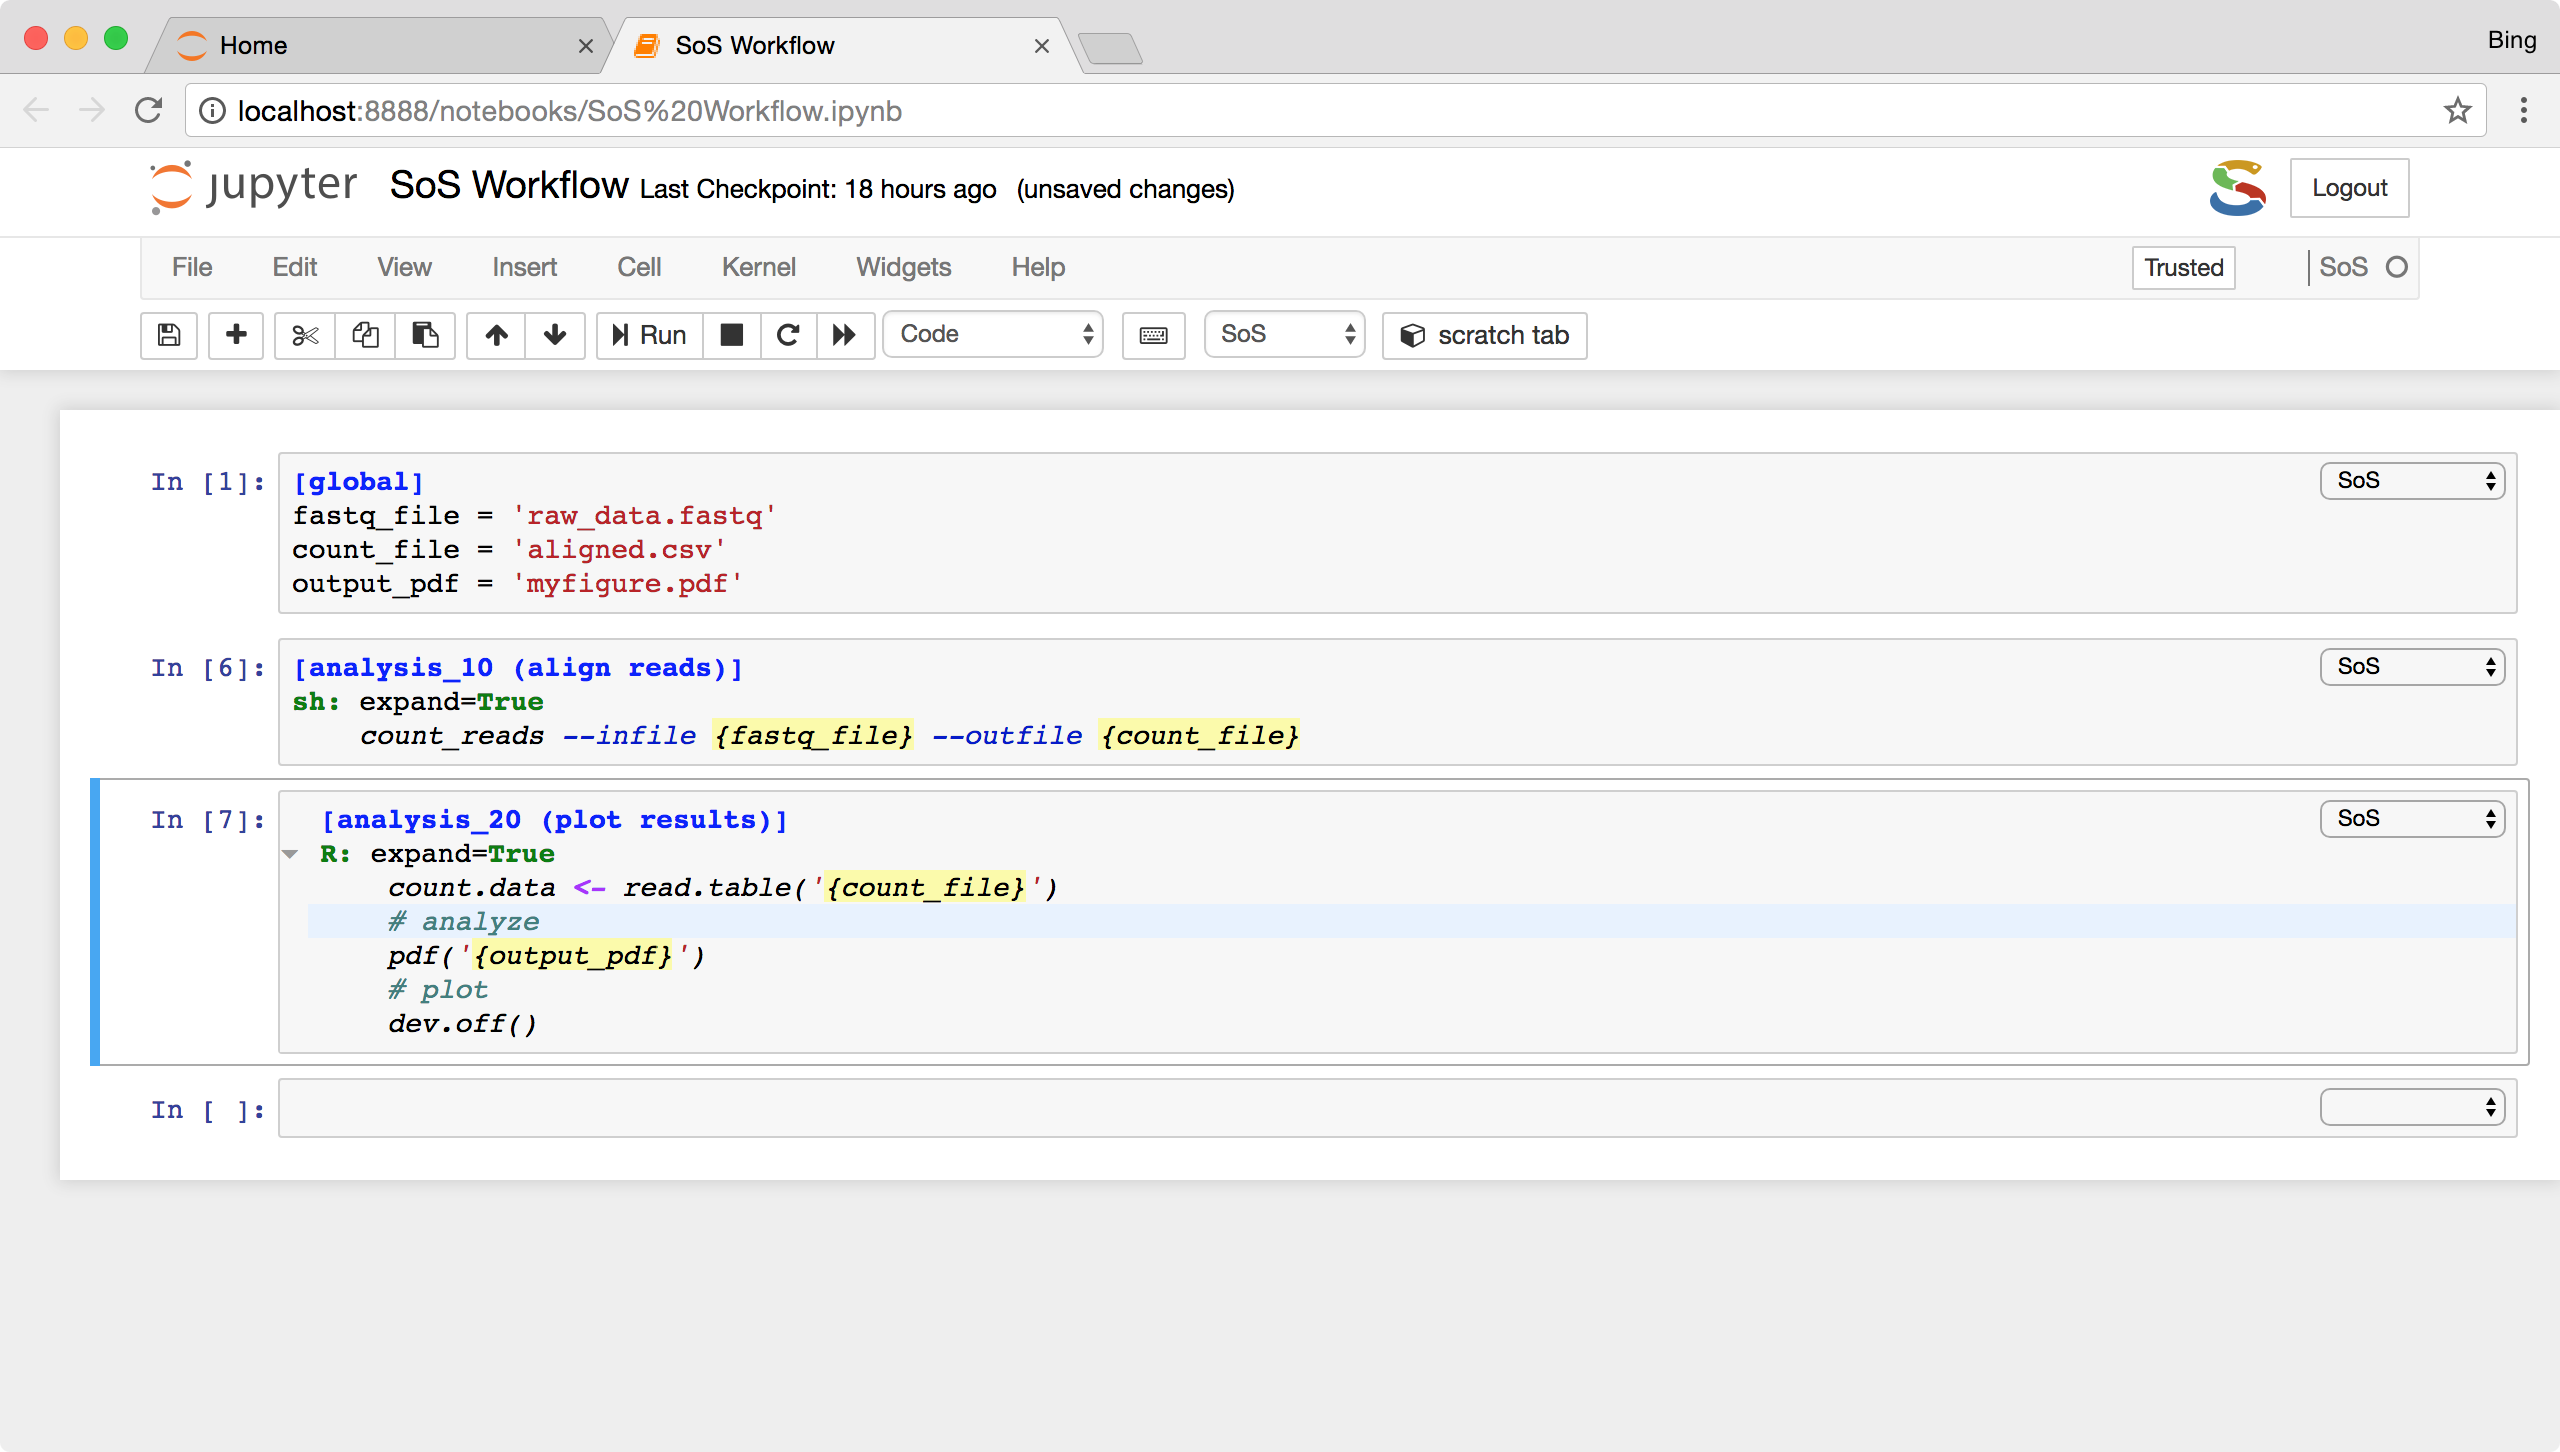 Home
SoS Workflow
Bing
localhost:8888/notebooks/SoS%20Workflow.ipynb
jupyter SoS Workflow Last Checkpoint: 18 hours ago (unsaved changes)
Logout
File Edit View Insert Cell Kernel Widgets Help
Trusted
SoS
Run
Code
SoS
scratch tab
In [1]:
[global]
SoS
fastq_file = 'raw_data.fastq'
count_file = 'aligned.csv'
output_pdf = 'myfigure.pdf'
In [6]:
[analysis_10 (align reads)]
SoS
sh: expand=True
count_reads --infile {fastq_file} --outfile {count_file}
In [7]:
[analysis_20 (plot results)]
SoS
R: expand=True
count.data <- read.table('{count_file}')
# analyze
pdf('{output_pdf}')
# plot
dev.off()
In [ ]: